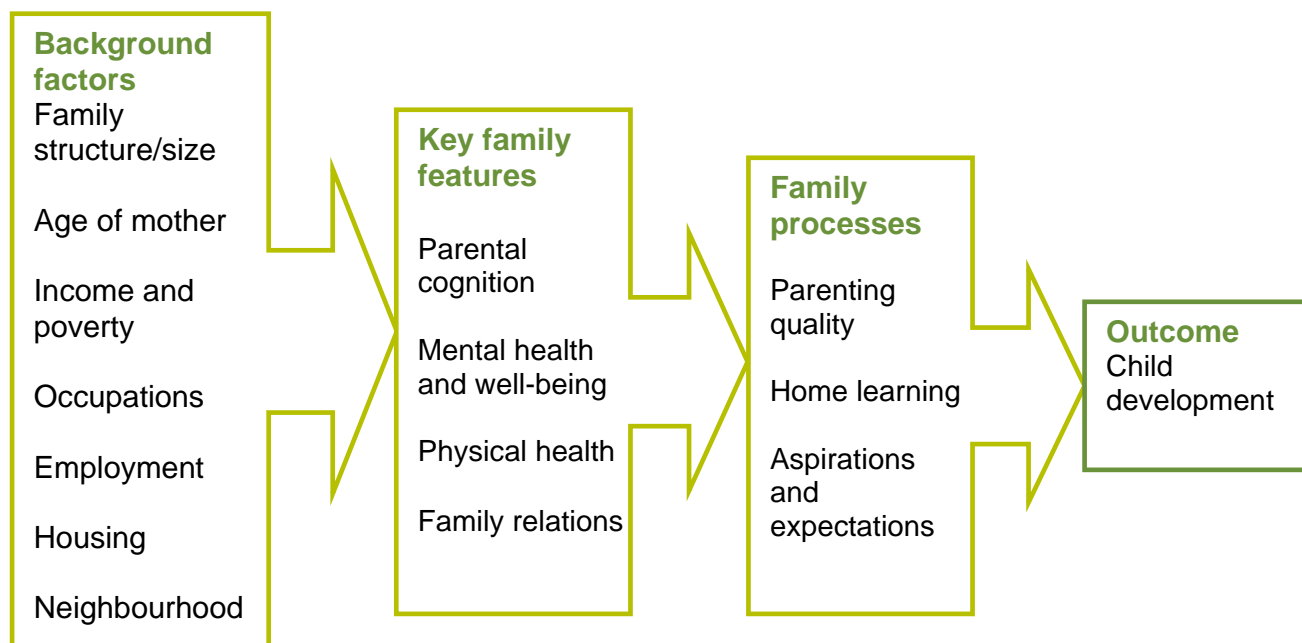 Background
factors
Family
structure/size
Age of mother
Income and
poverty
Occupations
Employment
Housing
Neighbourhood
Key family
features
Parental
cognition
Mental health
and well-being
Physical health
Family relations
Family
processes
Parenting
quality
Home learning
Aspirations
and
expectations
Outcome
Child
development